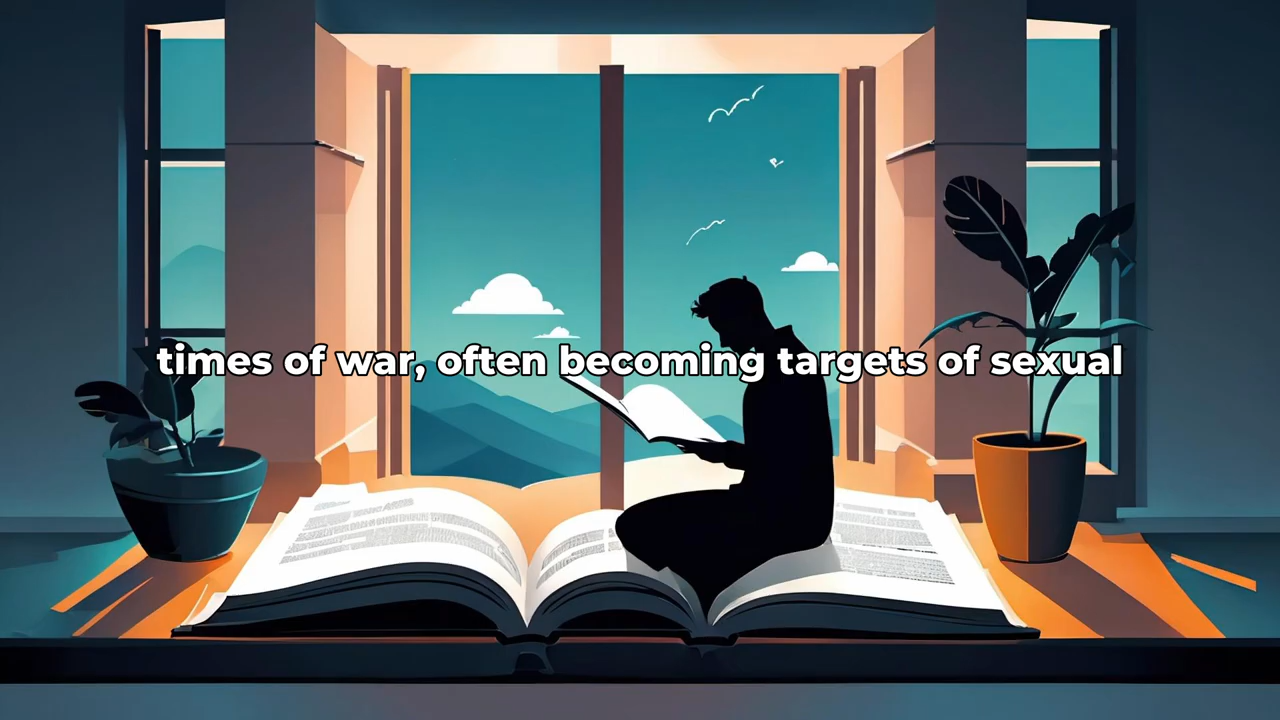 times of war, often becoming targets of sexual